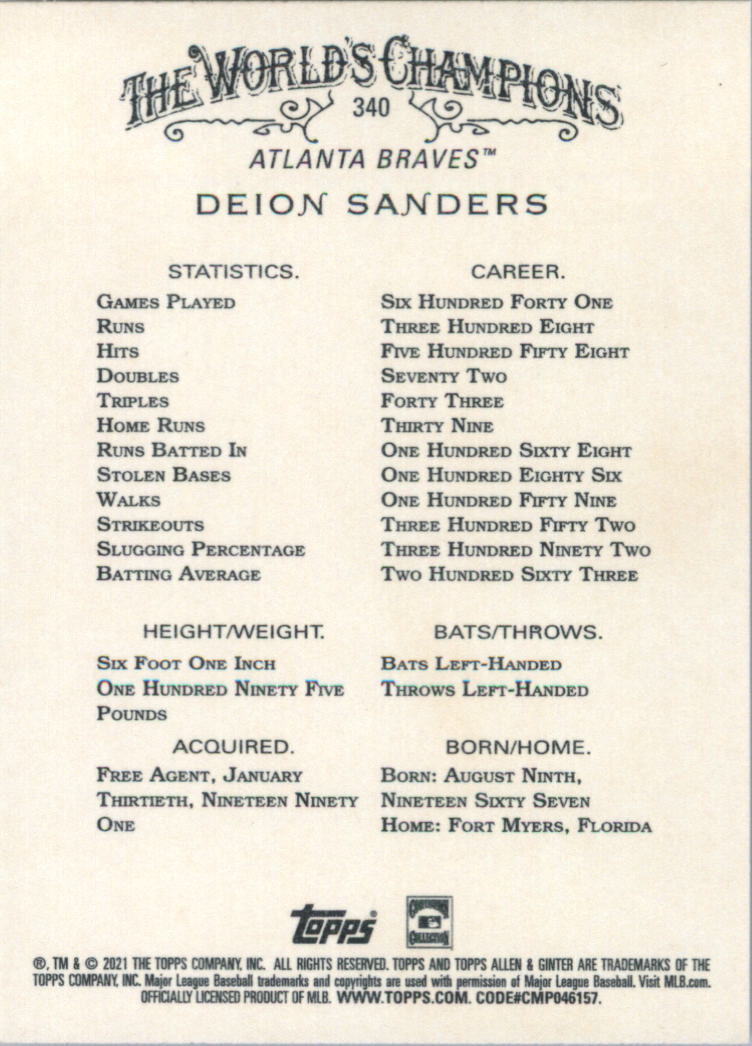 THE WORLD'S CHAMPIONS
340
ATLANTA BRAVES™
DEION SANDERS
STATISTICS. CAREER.
GAMES PLAYED SIX HUNDRED FORTY ONE
RUNS THREE HUNDRED EIGHT
HITS FIVE HUNDRED FIFTY EIGHT
DOUBLES SEVENTY TWO
TRIPLES FORTY THREE
HOME RUNS THIRTY NINE
RUNS BATTED IN ONE HUNDRED SIXTY EIGHT
STOLEN BASES ONE HUNDRED EIGHTY SIX
WALKS ONE HUNDRED FIFTY NINE
STRIKEOUTS THREE HUNDRED FIFTY TWO
SLUGGING PERCENTAGE THREE HUNDRED NINETY TWO
BATTING AVERAGE TWO HUNDRED SIXTY THREE
HEIGHT/WEIGHT.
SIX FOOT ONE INCH
ONE HUNDRED NINETY FIVE
POUNDS
BATS/THROWS.
BATS LEFT-HANDED
THROWS LEFT-HANDED
ACQUIRED.
FREE AGENT, JANUARY
THIRTIETH, NINETEEN NINETY
ONE
BORN/HOME.
BORN: AUGUST NINTH,
NINETEEN SIXTY SEVEN
HOME: FORT MYERS, FLORIDA
Topps®
COOPERSTOWN
COLLECTION
®, TM & © 2021 THE TOPPS COMPANY, INC. ALL RIGHTS RESERVED. TOPPS AND TOPPS ALLEN & GINTER ARE TRADEMARKS OF THE
TOPPS COMPANY, INC. Major League Baseball trademarks and copyrights are used with permission of Major League Baseball. Visit MLB.com.
OFFICIALLY LICENSED PRODUCT OF MLB. WWW.TOPPS.COM. CODE#CMP046157.